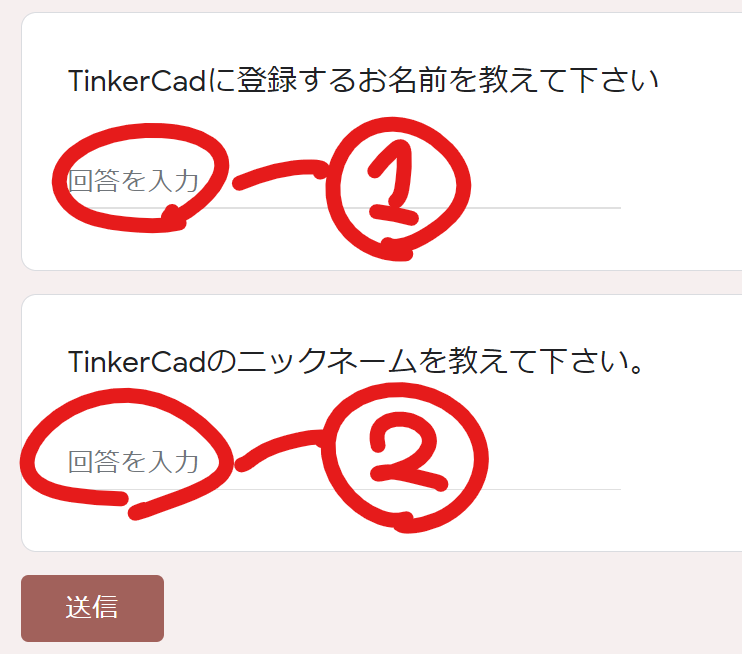 TinkerCadに登録するお名前を教えて下さい
回答を入力
1
TinkerCadのニックネームを教えて下さい。
回答を入力
2
送信